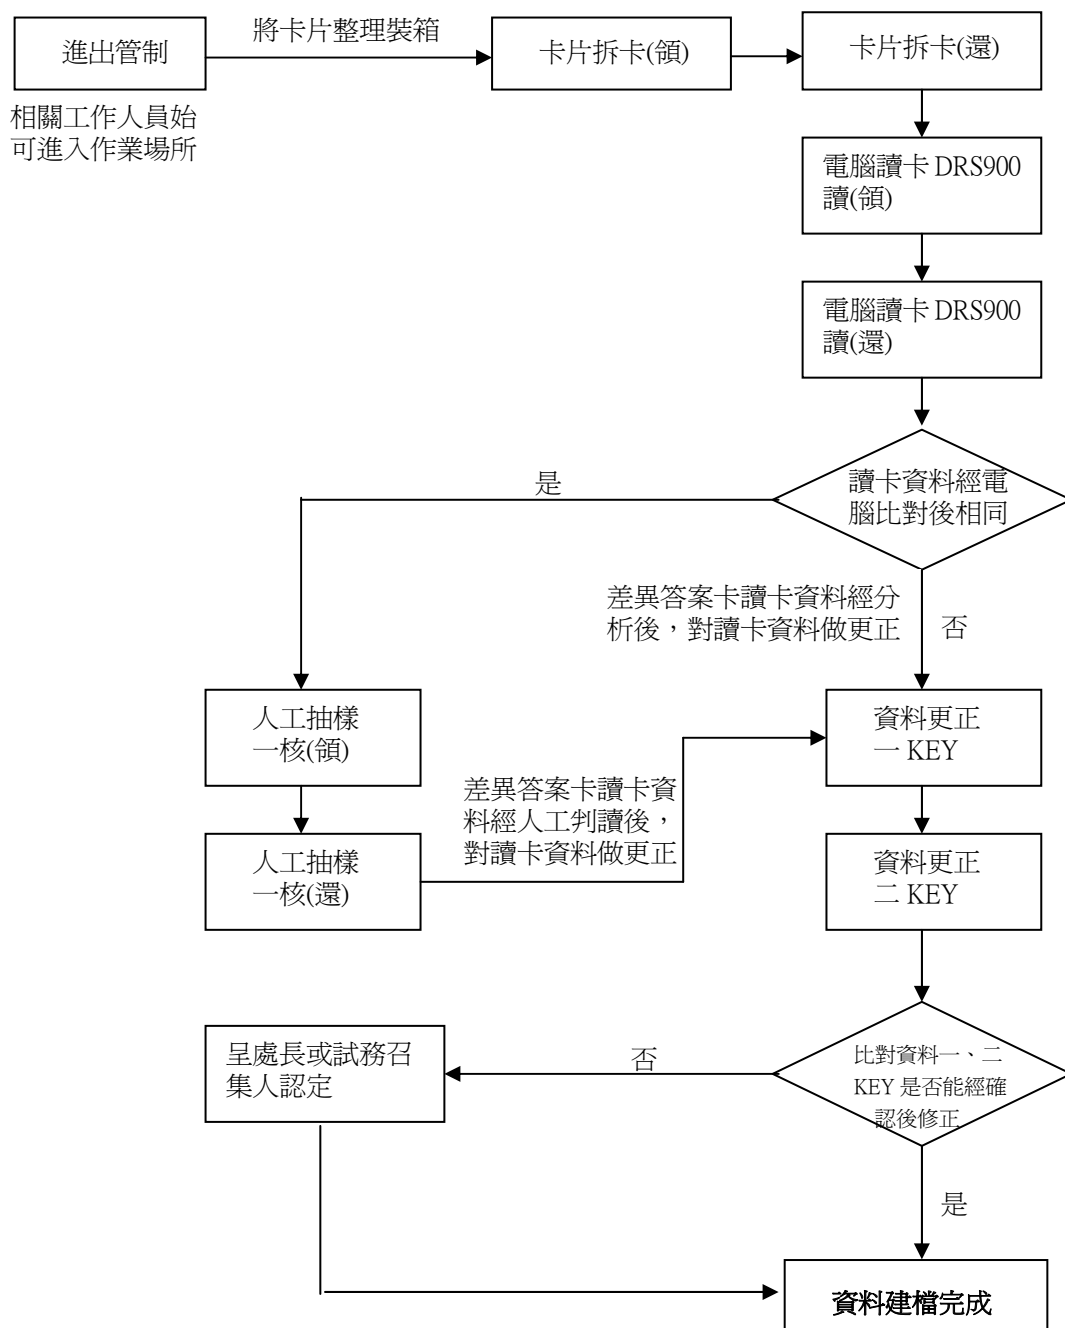 進出管制
將卡片整理裝箱
卡片拆卡(領)
卡片拆卡(還)
相關工作人員始
可進入作業場所
電腦讀卡 DRS900
讀(領)
電腦讀卡 DRS900
讀(還)
讀卡資料經電
腦比對後相同
是
差異答案卡讀卡資料經分
析後，對讀卡資料做更正
否
人工抽樣
一核(領)
資料更正
一 KEY
差異答案卡讀卡資
料經人工判讀後，
對讀卡資料做更正
人工抽樣
一核(還)
資料更正
二 KEY
比對資料一、二
KEY 是否能經確
認後修正
否
呈處長或試務召
集人認定
是
資料建檔完成